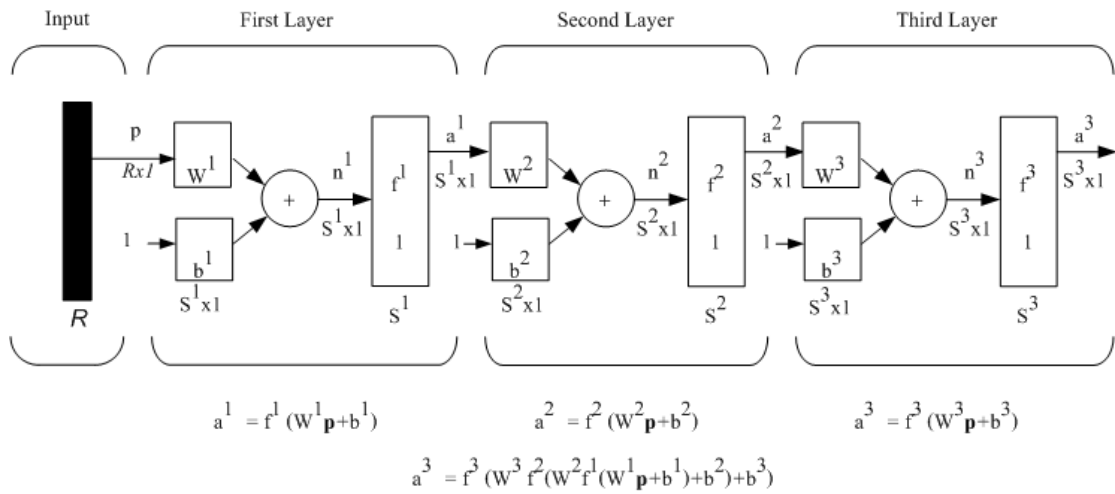 Input First Layer Second Layer Third Layer
p n¹ a¹ n² a² n³ a³
Rx1 W¹ + f¹ S¹x1 W² + f² S²x1 W³ + f³ S³x1
S¹x1 S²x1 S³x1
1 b¹ 1 1 b² 1 1 b³ 1
R S¹x1 S¹ S²x1 S² S³x1 S³
a¹ = f¹ (W¹p+b¹) a² = f² (W²p+b²) a³ = f³ (W³p+b³)
a³ = f³ (W³ f²(W²f¹(W¹p+b¹)+b²)+b³)